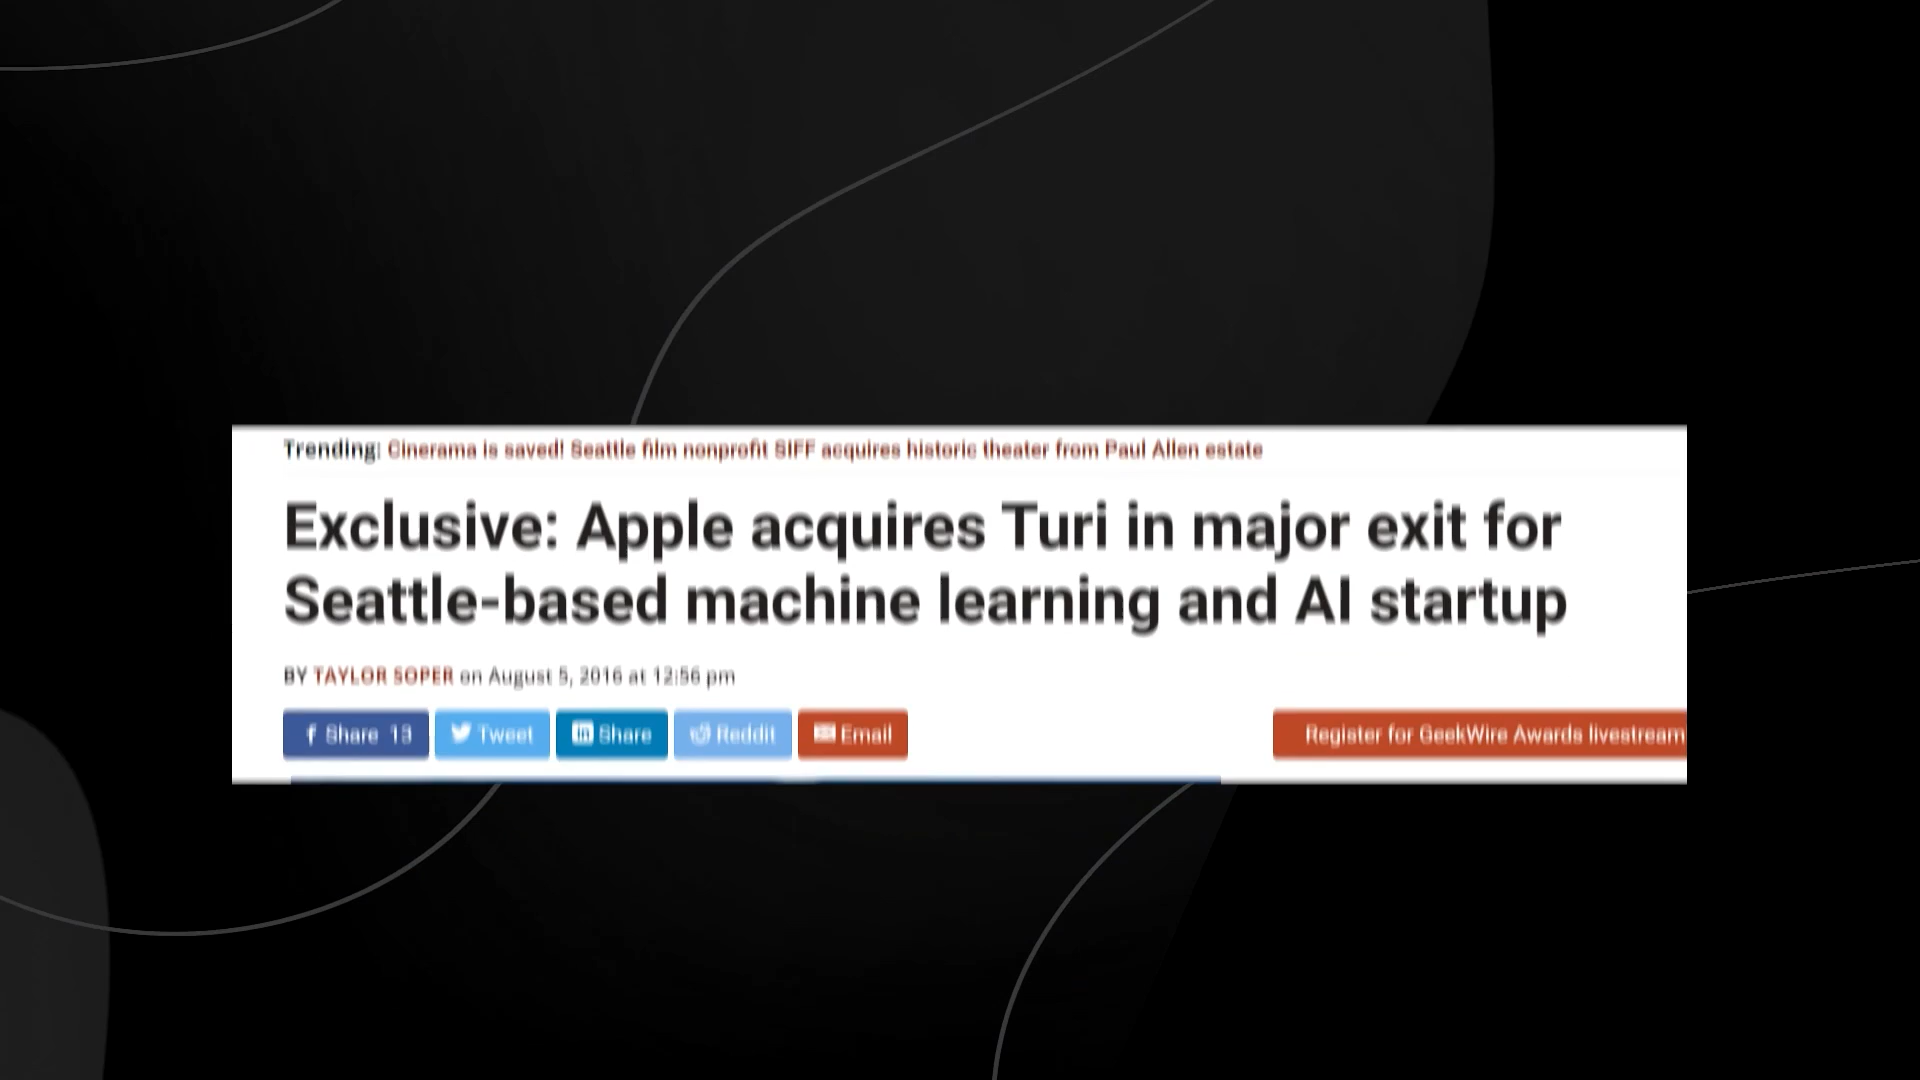 Trending: Cinerama is saved! Seattle film nonprofit SIFF acquires historic theater from Paul Allen estate
Exclusive: Apple acquires Turi in major exit for
Seattle-based machine learning and AI startup
BY TAYLOR SOPER on August 5, 2016 at 12:56 pm
Share 13 Tweet Share Reddit Email Register for GeekWire Awards livestream